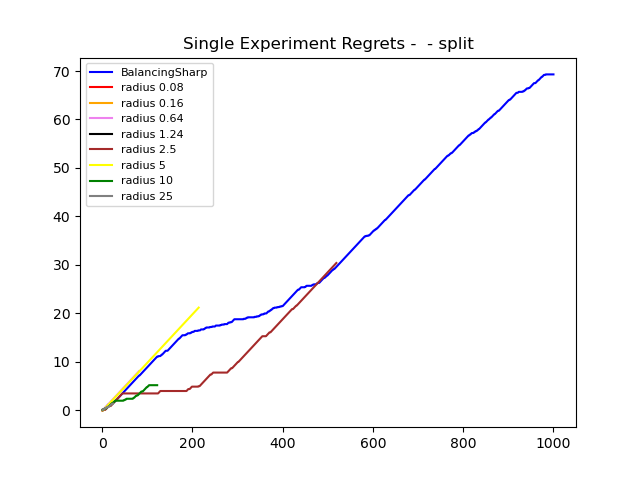 Single Experiment Regrets -  - split
BalancingSharp
radius 0.08
radius 0.16
radius 0.64
radius 1.24
radius 2.5
radius 5
radius 10
radius 25
70
60
50
40
30
20
10
0
0 200 400 600 800 1000